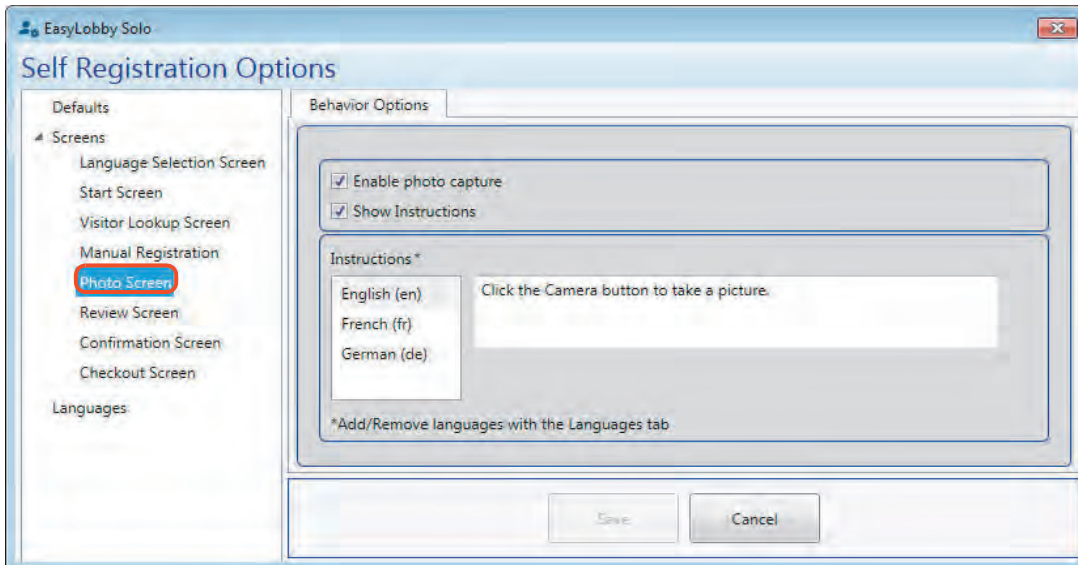 EasyLobby Solo
Self Registration Options
Defaults
Screens
Language Selection Screen
Start Screen
Visitor Lookup Screen
Manual Registration
Photo Screen
Review Screen
Confirmation Screen
Checkout Screen
Languages
Behavior Options
Enable photo capture
Show Instructions
Instructions*
English (en)
French (fr)
German (de)
Click the Camera button to take a picture.
*Add/Remove languages with the Languages tab
Save
Cancel